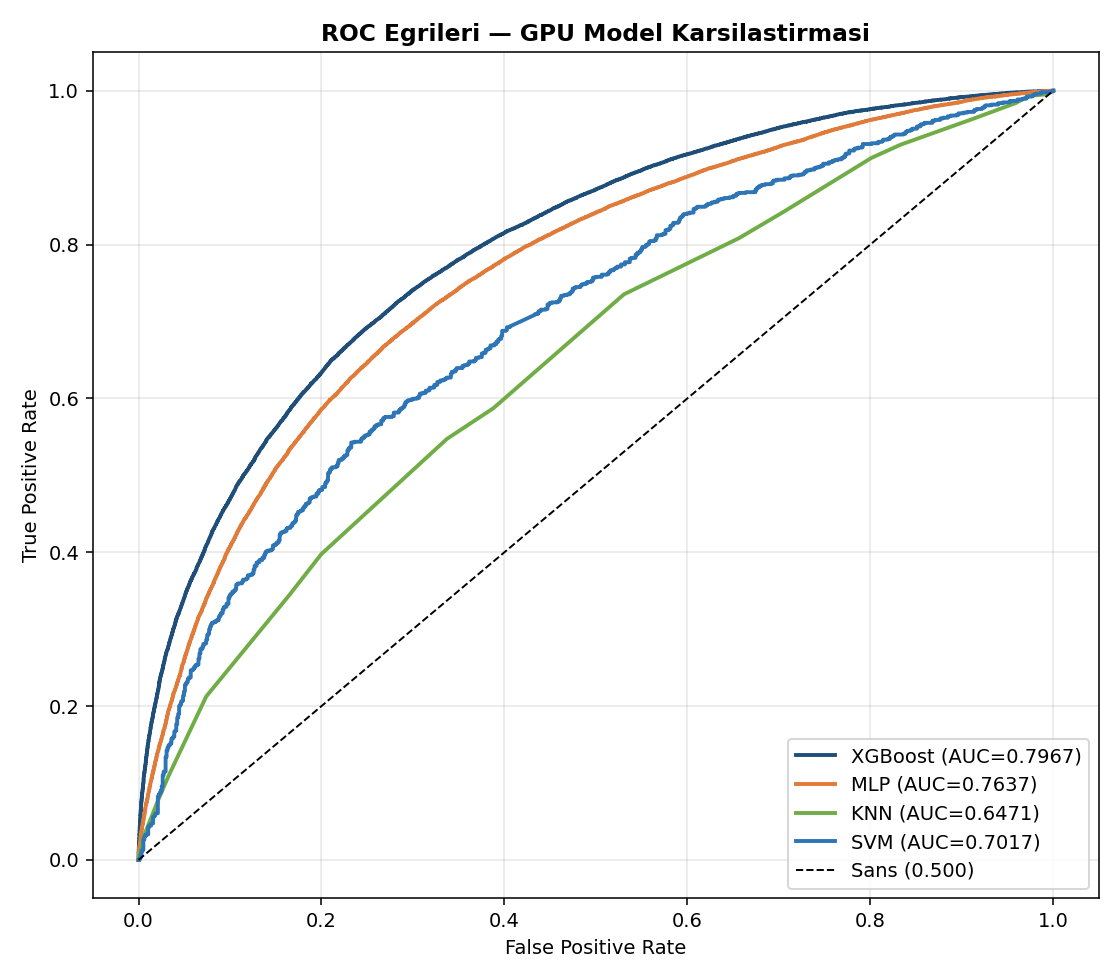 ROC Egrileri — GPU Model Karsilastirmasi
True Positive Rate
1.0
0.8
0.6
0.4
0.2
0.0
XGBoost (AUC=0.7967)
MLP (AUC=0.7637)
KNN (AUC=0.6471)
SVM (AUC=0.7017)
Sans (0.500)
0.0 0.2 0.4 0.6 0.8 1.0
False Positive Rate